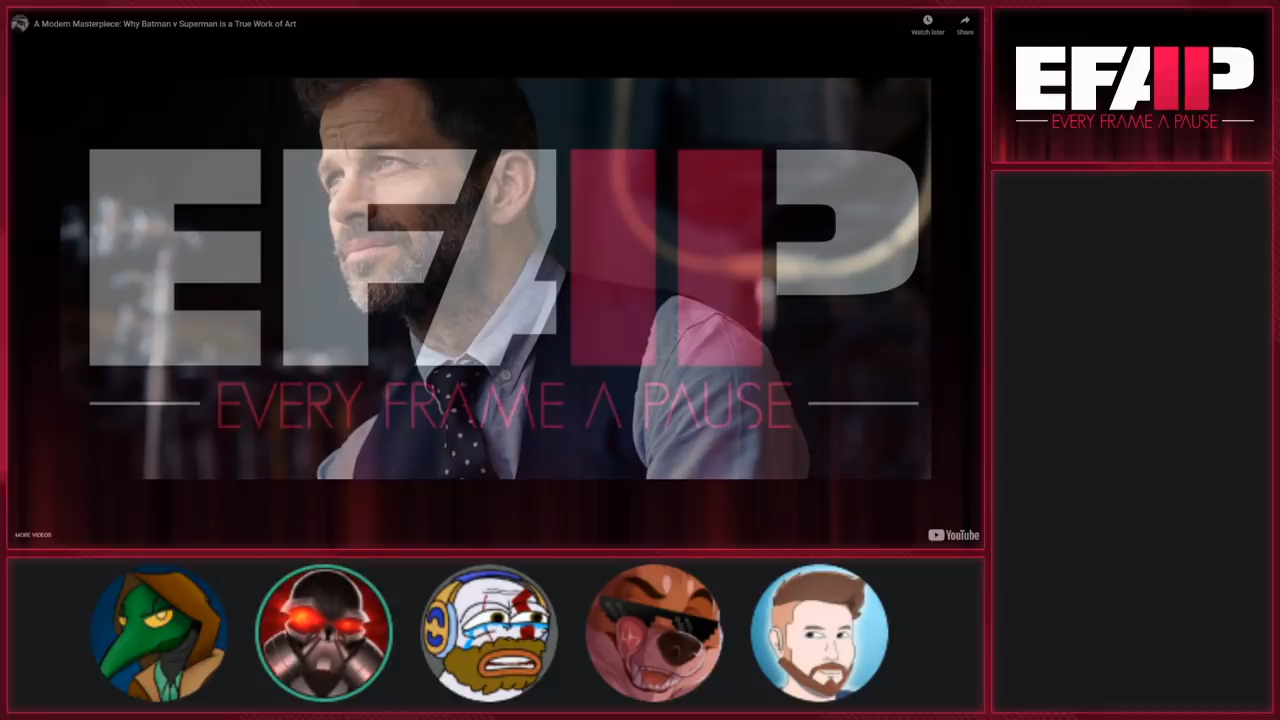 A Modern Masterpiece: Why Batman v Superman is a True Work of Art
Watch later
Share
EFAP
EVERY FRAME A PAUSE
MORE VIDEOS
YouTube
EFAP
EVERY FRAME A PAUSE